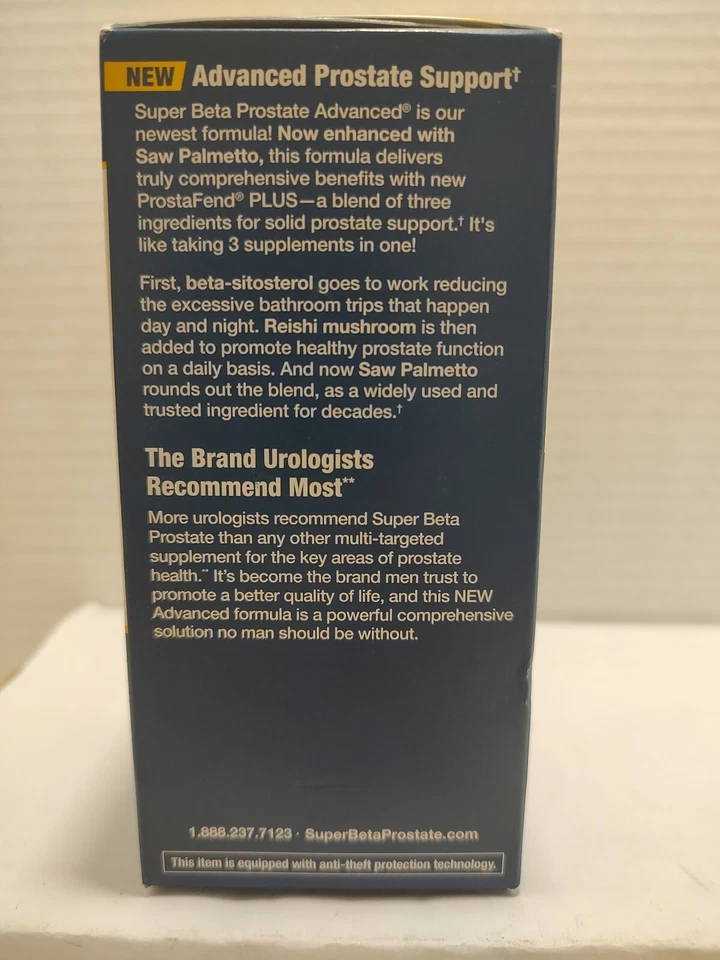 NEW Advanced Prostate Support†
Super Beta Prostate Advanced® is our
newest formula! Now enhanced with
Saw Palmetto, this formula delivers
truly comprehensive benefits with new
ProstaFend® PLUS—a blend of three
ingredients for solid prostate support.† It's
like taking 3 supplements in one!
First, beta-sitosterol goes to work reducing
the excessive bathroom trips that happen
day and night. Reishi mushroom is then
added to promote healthy prostate function
on a daily basis. And now Saw Palmetto
rounds out the blend, as a widely used and
trusted ingredient for decades.†
The Brand Urologists
Recommend Most**
More urologists recommend Super Beta
Prostate than any other multi-targeted
supplement for the key areas of prostate
health.** It's become the brand men trust to
promote a better quality of life, and this NEW
Advanced formula is a powerful comprehensive
solution no man should be without.
1.888.237.7123 · SuperBetaProstate.com
This item is equipped with anti-theft protection technology.